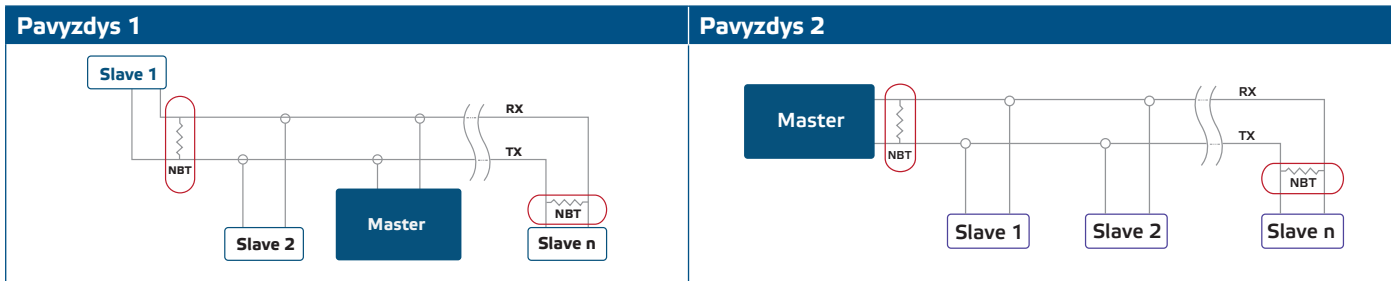 Pavyzdys 1
Slave 1
RX
TX
NBT
NBT
Master
Slave 2
Slave n
Pavyzdys 2
Master
RX
TX
NBT
NBT
Slave 1
Slave 2
Slave n